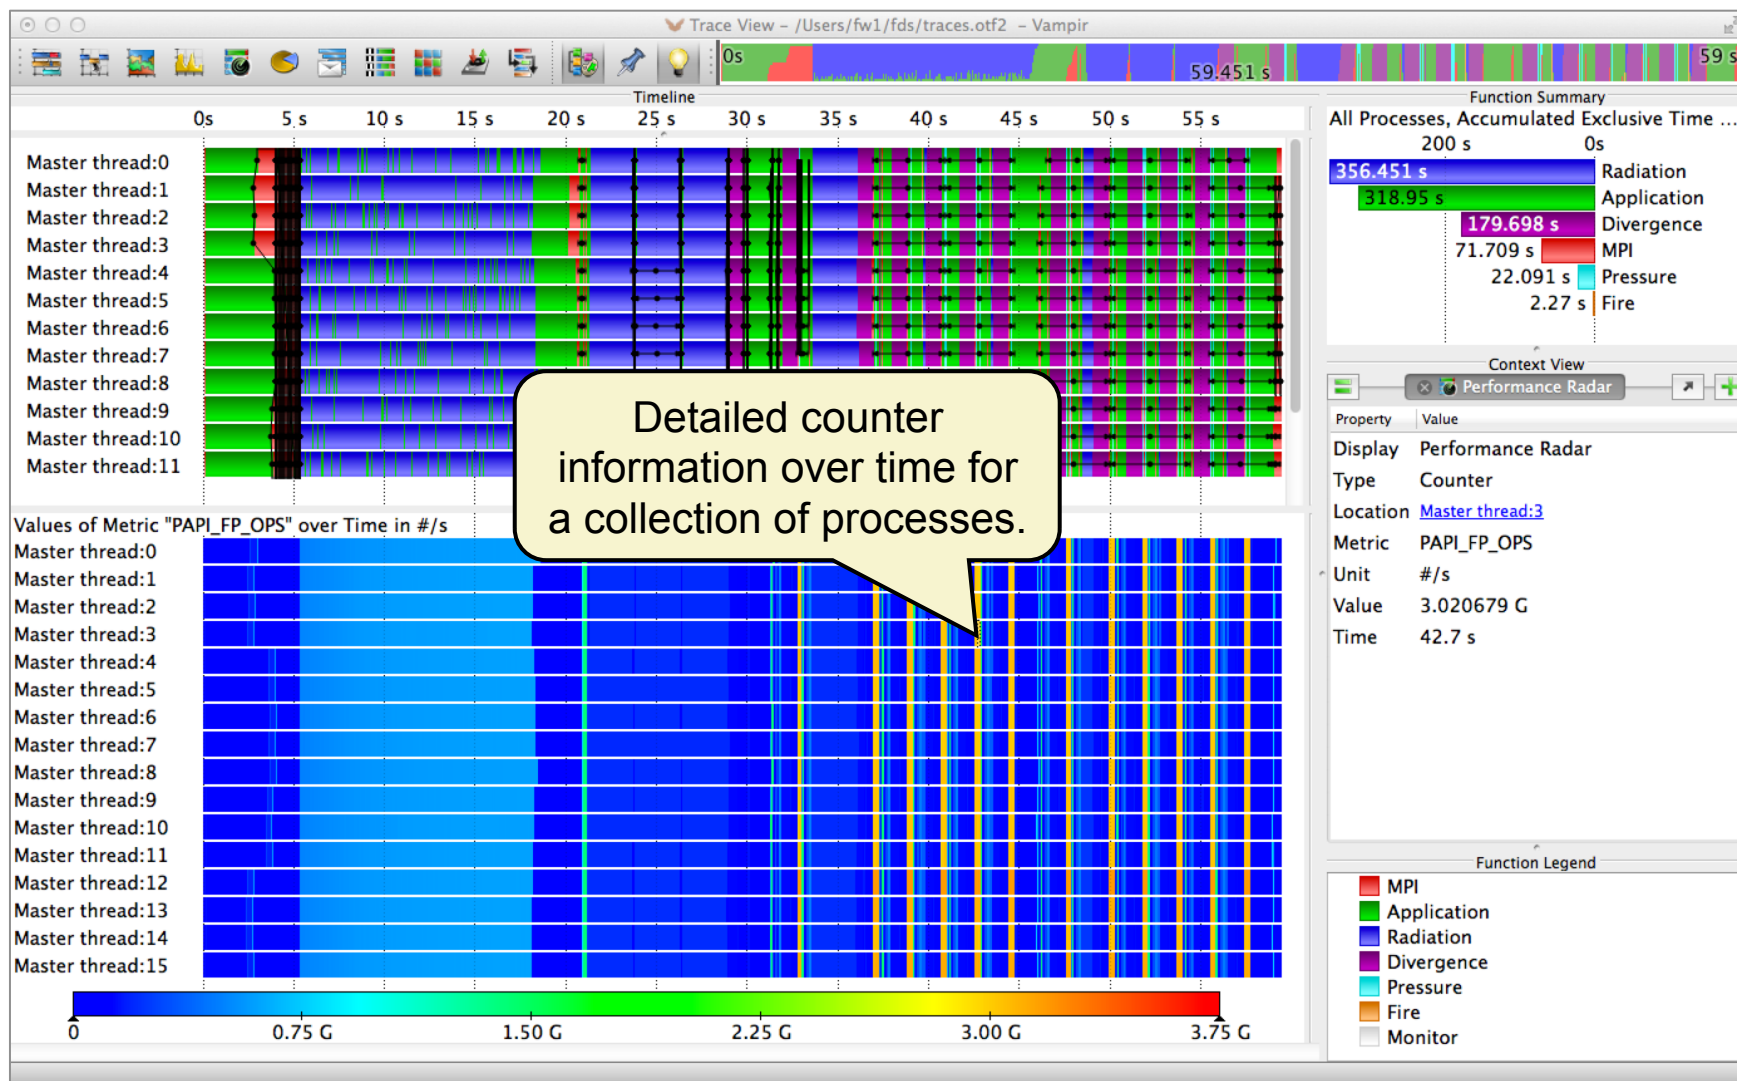 Trace View – /Users/fw1/fds/traces.otf2 – Vampir
0s
59.451 s
59 s
Timeline
0s 5 s 10 s 15 s 20 s 25 s 30 s 35 s 40 s 45 s 50 s 55 s
Master thread:0
Master thread:1
Master thread:2
Master thread:3
Master thread:4
Master thread:5
Master thread:6
Master thread:7
Master thread:8
Master thread:9
Master thread:10
Master thread:11
Detailed counter
information over time for
a collection of processes.
Values of Metric "PAPI_FP_OPS" over Time in #/s
Master thread:0
Master thread:1
Master thread:2
Master thread:3
Master thread:4
Master thread:5
Master thread:6
Master thread:7
Master thread:8
Master thread:9
Master thread:10
Master thread:11
Master thread:12
Master thread:13
Master thread:14
Master thread:15
0 0.75 G 1.50 G 2.25 G 3.00 G 3.75 G
Function Summary
All Processes, Accumulated Exclusive Time ...
200 s 0s
356.451 s Radiation
318.95 s Application
179.698 s Divergence
71.709 s MPI
22.091 s Pressure
2.27 s Fire
Context View
Performance Radar
Property Value
Display Performance Radar
Type Counter
Location Master thread:3
Metric PAPI_FP_OPS
Unit #/s
Value 3.020679 G
Time 42.7 s
Function Legend
MPI
Application
Radiation
Divergence
Pressure
Fire
Monitor